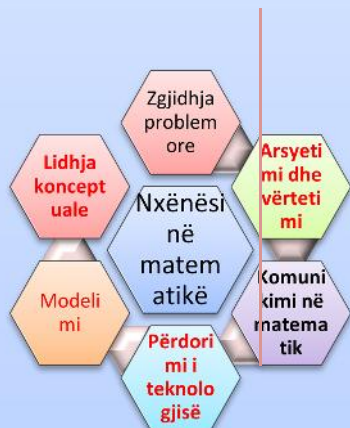 Zgjidhja
problem
ore
Arsyeti
mi dhe
vërteti
mi
Lidhja
koncept
uale
Nxënësi
në
matem
atikë
Komuni
kimi në
matema
tik
Modeli
mi
Përdori
mi i
teknolo
gjisë